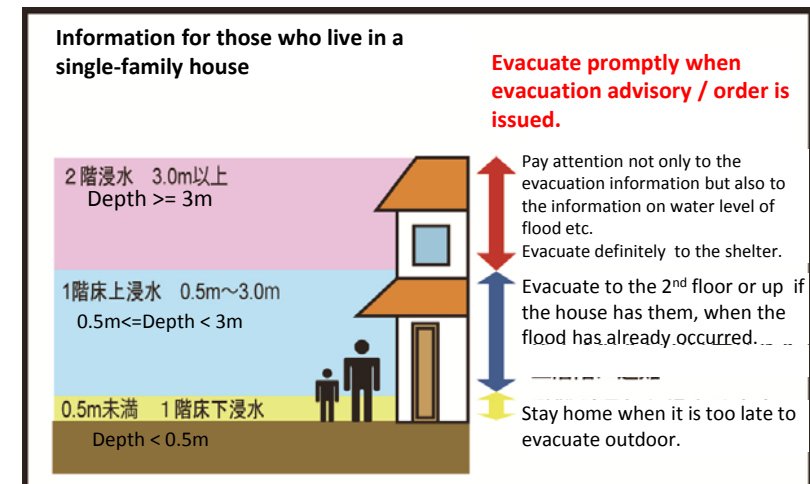 Information for those who live in a
single-family house
Evacuate promptly when
evacuation advisory / order is
issued.
2階浸水 3.0m以上
Depth >= 3m
Pay attention not only to the
evacuation information but also to
the information on water level of
flood etc.
Evacuate definitely to the shelter.
1階床上浸水 0.5m～3.0m
0.5m<=Depth < 3m
Evacuate to the 2nd floor or up if
the house has them, when the
flood has already occurred.
0.5m未満 1階床下浸水
Depth < 0.5m
Stay home when it is too late to
evacuate outdoor.